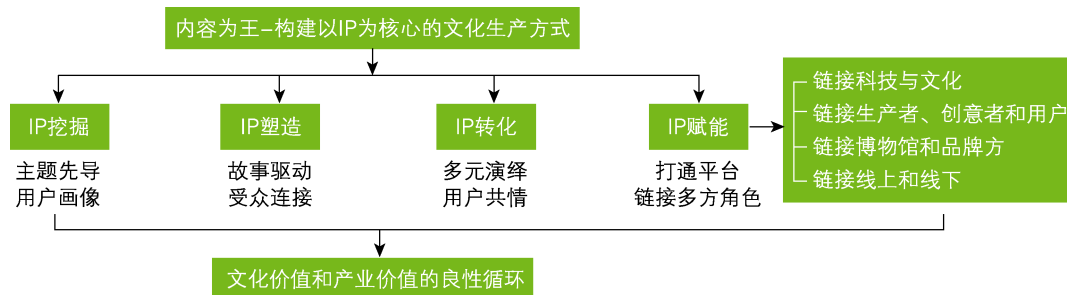 内容为王-构建以IP为核心的文化生产方式
IP挖掘
主题先导
用户画像
IP塑造
故事驱动
受众连接
IP转化
多元演绎
用户共情
IP赋能
打通平台
链接多方角色
链接科技与文化
链接生产者、创意者和用户
链接博物馆和品牌方
链接线上和线下
文化价值和产业价值的良性循环